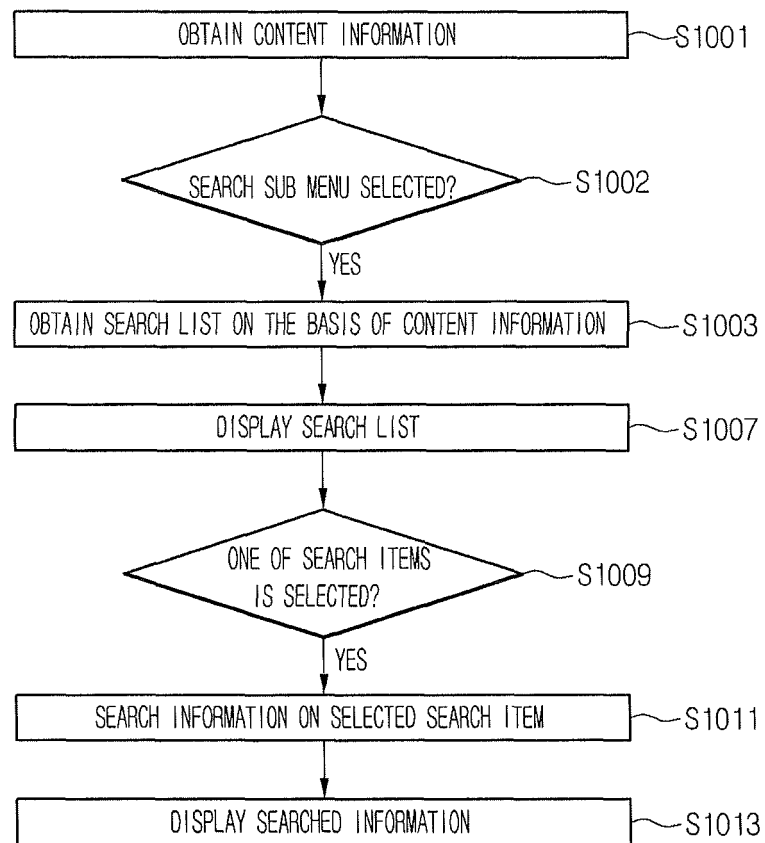 OBTAIN CONTENT INFORMATION
S1001
SEARCH SUB MENU SELECTED?
S1002
YES
OBTAIN SEARCH LIST ON THE BASIS OF CONTENT INFORMATION
S1003
DISPLAY SEARCH LIST
S1007
ONE OF SEARCH ITEMS
IS SELECTED?
S1009
YES
SEARCH INFORMATION ON SELECTED SEARCH ITEM
S1011
DISPLAY SEARCHED INFORMATION
S1013